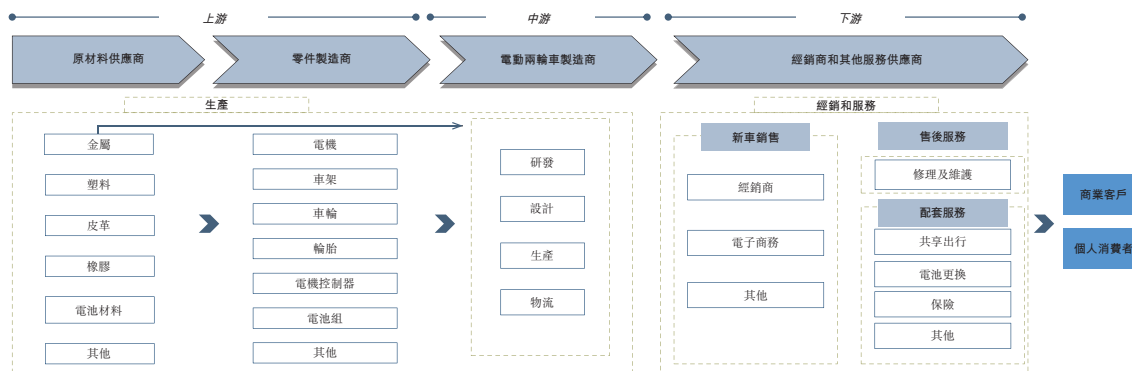 上游
中游
下游
原材料供應商
零件製造商
電動兩輪車製造商
經銷商和其他服務供應商
生產
經銷和服務
金屬
塑料
皮革
橡膠
電池材料
其他
電機
車架
車輪
輪胎
電機控制器
電池組
其他
研發
設計
生產
物流
新車銷售
經銷商
電子商務
其他
售後服務
修理及維護
配套服務
共享出行
電池更換
保險
其他
商業客戶
個人消費者